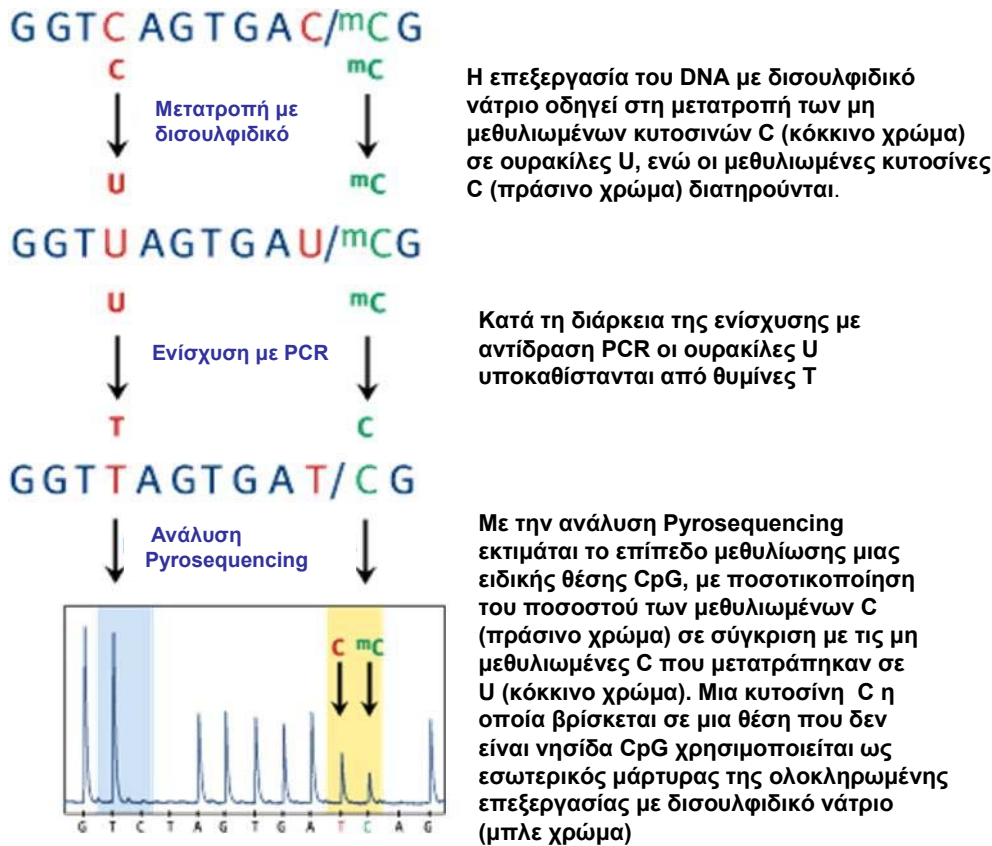 GGTCAGTGAC/mCG
C mC
Μετατροπή με
δισουλφιδικό
Η επεξεργασία του DNA με δισουλφιδικό
νάτριο οδηγεί στη μετατροπή των μη
μεθυλιωμένων κυτοσινών C (κόκκινο χρώμα)
σε ουρακίλες U, ενώ οι μεθυλιωμένες κυτοσίνες
C (πράσινο χρώμα) διατηρούνται.
U mC
GGTUAGTGAU/mCG
U mC
Ενίσχυση με PCR
Κατά τη διάρκεια της ενίσχυσης με
αντίδραση PCR οι ουρακίλες U
υποκαθίστανται από θυμίνες T
T C
GGTTAGTGAT/CG
Ανάλυση
Pyrosequencing
Με την ανάλυση Pyrosequencing
εκτιμάται το επίπεδο μεθυλίωσης μιας
ειδικής θέσης CpG, με ποσοτικοποίηση
του ποσοστού των μεθυλιωμένων C
(πράσινο χρώμα) σε σύγκριση με τις μη
μεθυλιωμένες C που μετατράπηκαν σε
U (κόκκινο χρώμα). Μια κυτοσίνη C η
οποία βρίσκεται σε μια θέση που δεν
είναι νησίδα CpG χρησιμοποιείται ως
εσωτερικός μάρτυρας της ολοκληρωμένης
επεξεργασίας με δισουλφιδικό νάτριο
(μπλε χρώμα)
C mC
G T C T A G T G A T C A G